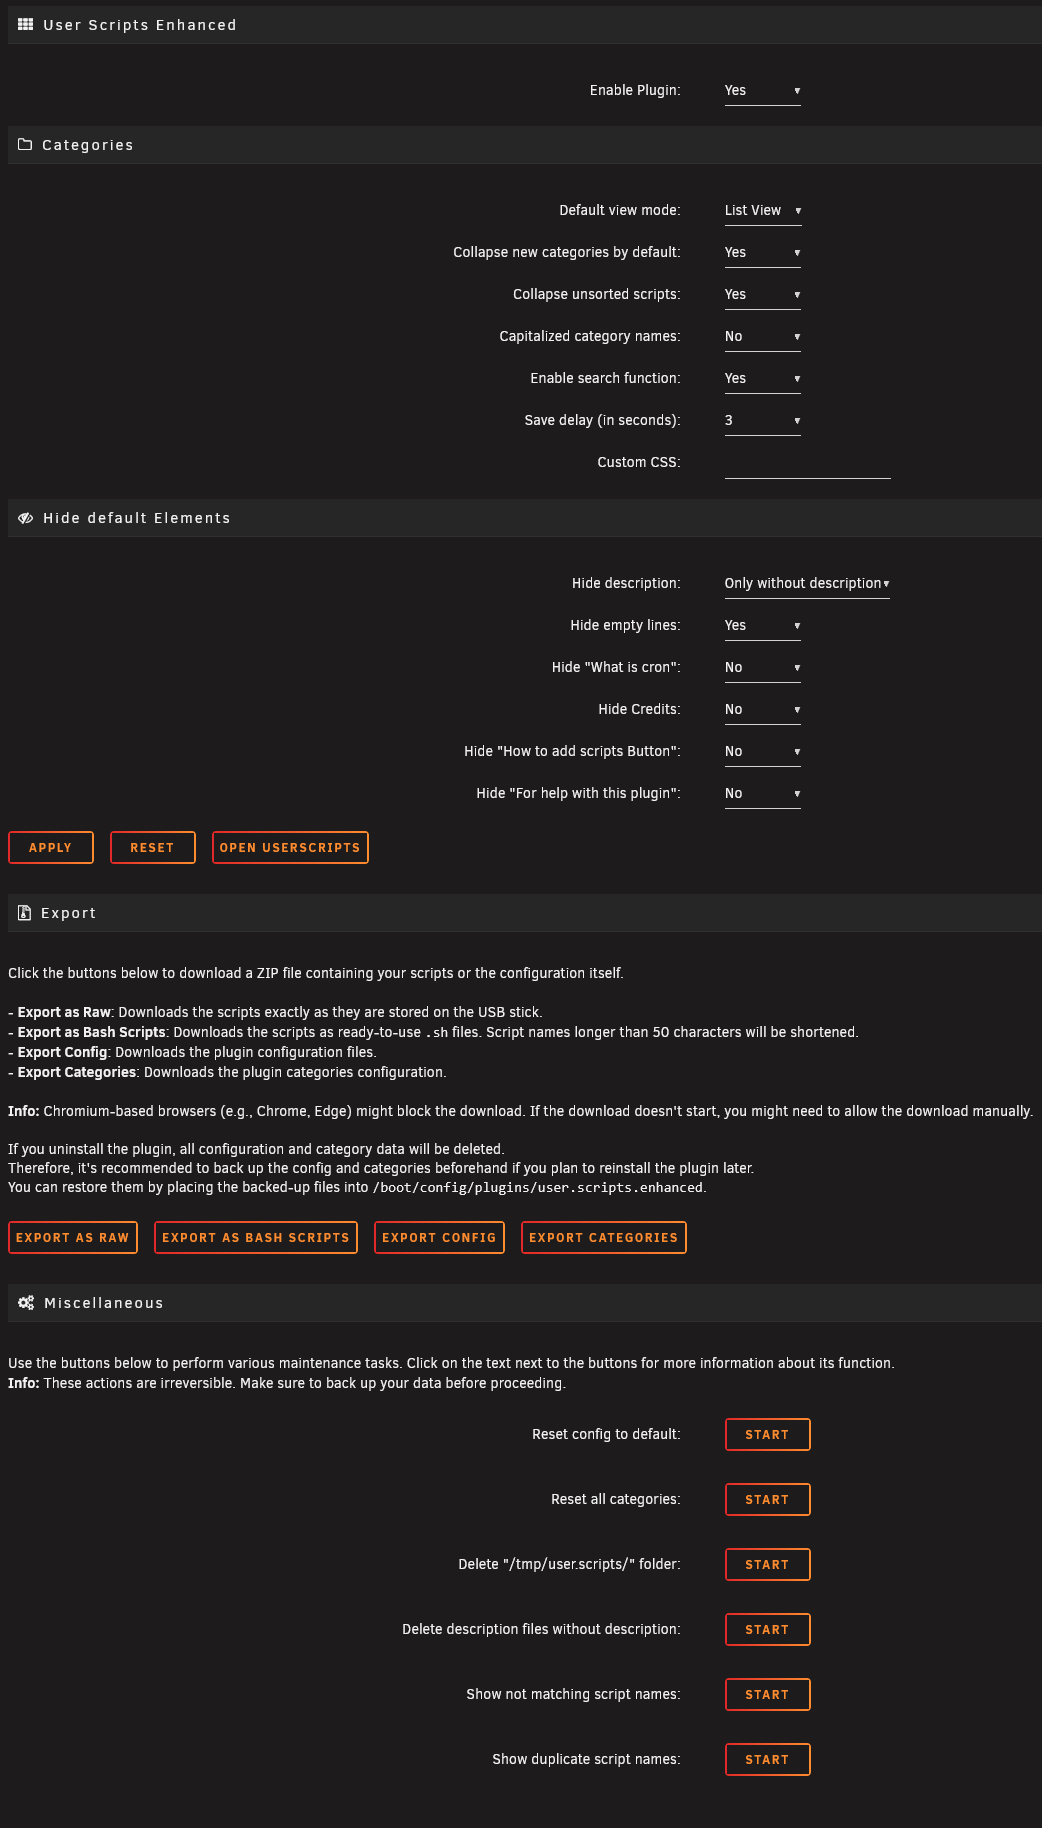 User Scripts Enhanced
Enable Plugin: Yes
Categories
Default view mode: List View
Collapse new categories by default: Yes
Collapse unsorted scripts: Yes
Capitalized category names: No
Enable search function: Yes
Save delay (in seconds): 3
Custom CSS:
Hide default Elements
Hide description: Only without description
Hide empty lines: Yes
Hide "What is cron": No
Hide Credits: No
Hide "How to add scripts Button": No
Hide "For help with this plugin": No
APPLY RESET OPEN USERSCRIPTS
Export
Click the buttons below to download a ZIP file containing your scripts or the configuration itself.
- Export as Raw: Downloads the scripts exactly as they are stored on the USB stick.
- Export as Bash Scripts: Downloads the scripts as ready-to-use .sh files. Script names longer than 50 characters will be shortened.
- Export Config: Downloads the plugin configuration files.
- Export Categories: Downloads the plugin categories configuration.
Info: Chromium-based browsers (e.g., Chrome, Edge) might block the download. If the download doesn't start, you might need to allow the download manually.
If you uninstall the plugin, all configuration and category data will be deleted.
Therefore, it's recommended to back up the config and categories beforehand if you plan to reinstall the plugin later.
You can restore them by placing the backed-up files into /boot/config/plugins/user.scripts.enhanced.
EXPORT AS RAW EXPORT AS BASH SCRIPTS EXPORT CONFIG EXPORT CATEGORIES
Miscellaneous
Use the buttons below to perform various maintenance tasks. Click on the text next to the buttons for more information about its function.
Info: These actions are irreversible. Make sure to back up your data before proceeding.
Reset config to default: START
Reset all categories: START
Delete "/tmp/user.scripts/" folder: START
Delete description files without description: START
Show not matching script names: START
Show duplicate script names: START